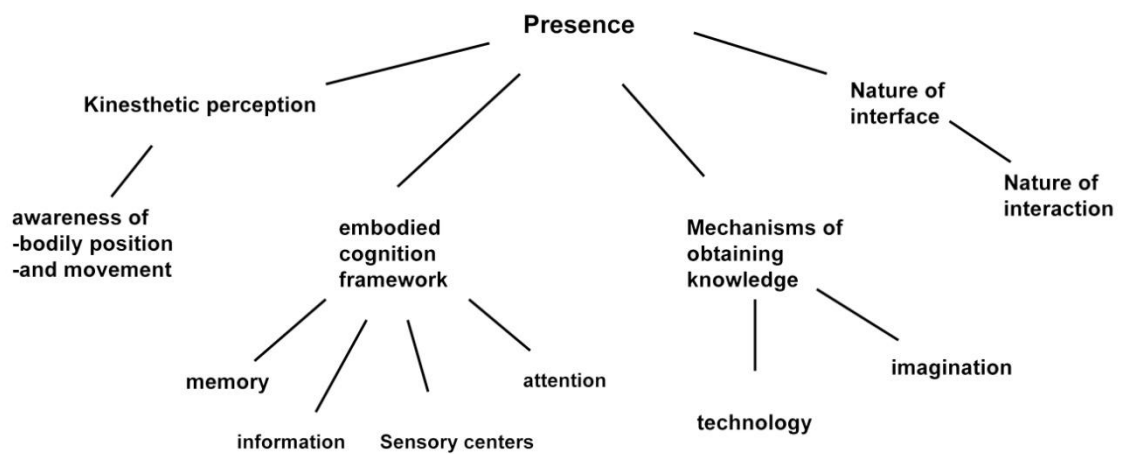 Presence
Kinesthetic perception
Nature of
interface
Nature of
interaction
awareness of
-bodily position
-and movement
embodied
cognition
framework
Mechanisms of
obtaining
knowledge
memory
attention
imagination
information
Sensory centers
technology